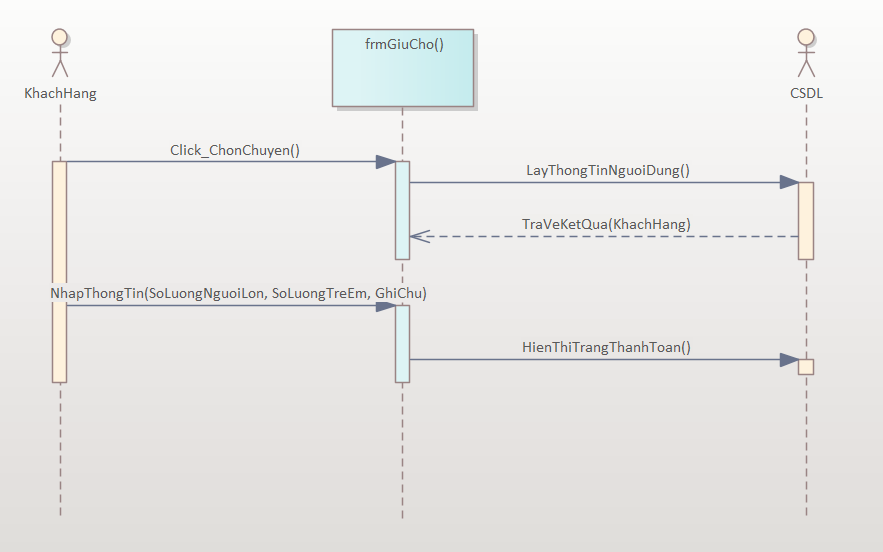 frmGiuCho()
KhachHang
CSDL
Click_ChonChuyen()
LayThongTinNguoiDung()
TraVeKetQua(KhachHang)
NhapThongTin(SoLuongNguoiLon, SoLuongTreEm, GhiChu)
HienThiTrangThanhToan()